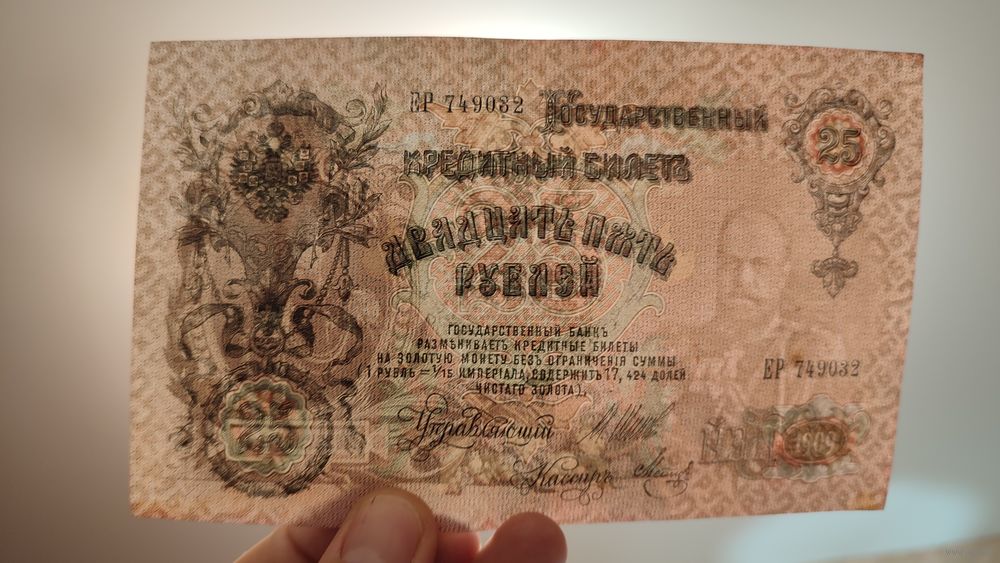 ЕР 749032
Государственный
25
кредитный билетъ
двадцать пять
рублей
государственный банкъ
размѣниваетъ кредитные билеты
на золотую монету безъ ограниченія суммы
(1 рубль = 1/15 имперіала, содержитъ 17, 424 долей
чистаго золота).
ЕР 749032
Управляющій
Кассиръ
25
1909